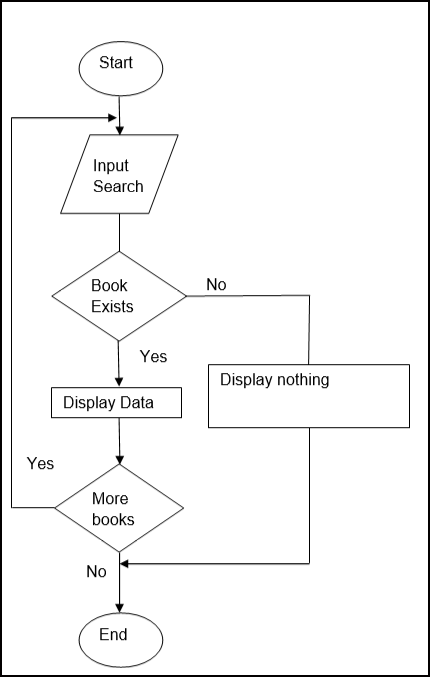 Start
Input
Search
Book
Exists
No
Yes
Display Data
Display nothing
Yes
More
books
No
End